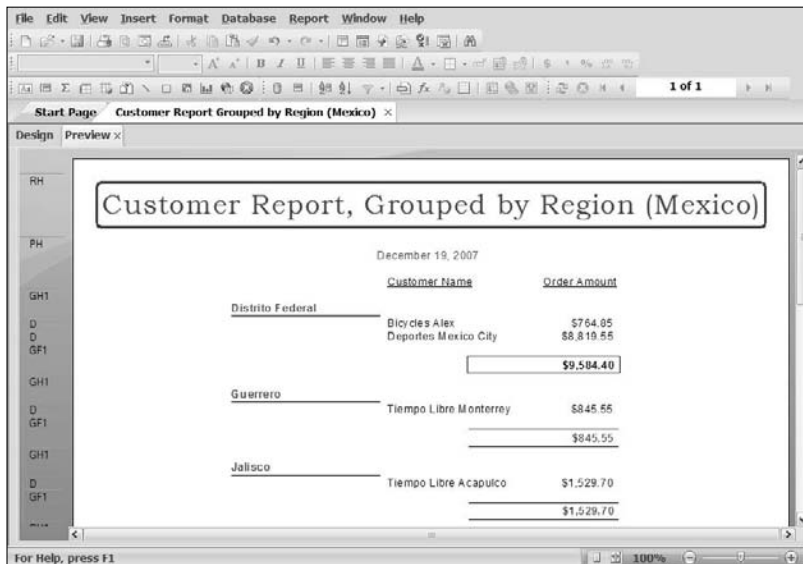 File Edit View Insert Format Database Report Window Help
A A B I U A $ %
1 of 1
Start Page Customer Report Grouped by Region (Mexico) ×
Design Preview ×
RH
Customer Report, Grouped by Region (Mexico)
PH
December 19, 2007
Customer Name Order Amount
GH1
Distrito Federal
D Bicycles Alex $764.85
D Deportes Mexico City $8,819.55
GF1
$9,584.40
GH1
Guerrero
D Tiempo Libre Monterrey $845.55
GF1
$845.55
GH1
Jalisco
D Tiempo Libre Acapulco $1,529.70
GF1
$1,529.70
For Help, press F1 100%